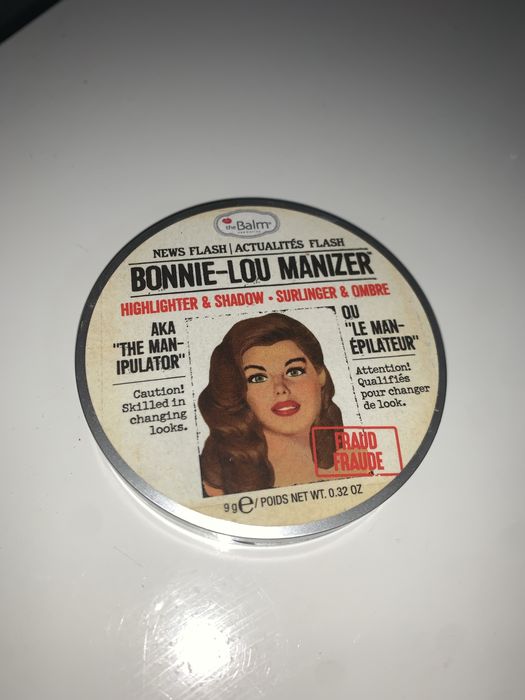 theBalm
NEWS FLASH | ACTUALITÉS FLASH
BONNIE-LOU MANIZER
HIGHLIGHTER & SHADOW • SURLINGER & OMBRE
AKA
"THE MAN-
IPULATOR"
Caution!
Skilled in
changing
looks.
OU
"LE MAN-
ÉPILATEUR"
Attention!
Qualifiés
pour changer
de look.
FRAUD
FRAUDE
9 g e / POIDS NET WT. 0.32 OZ